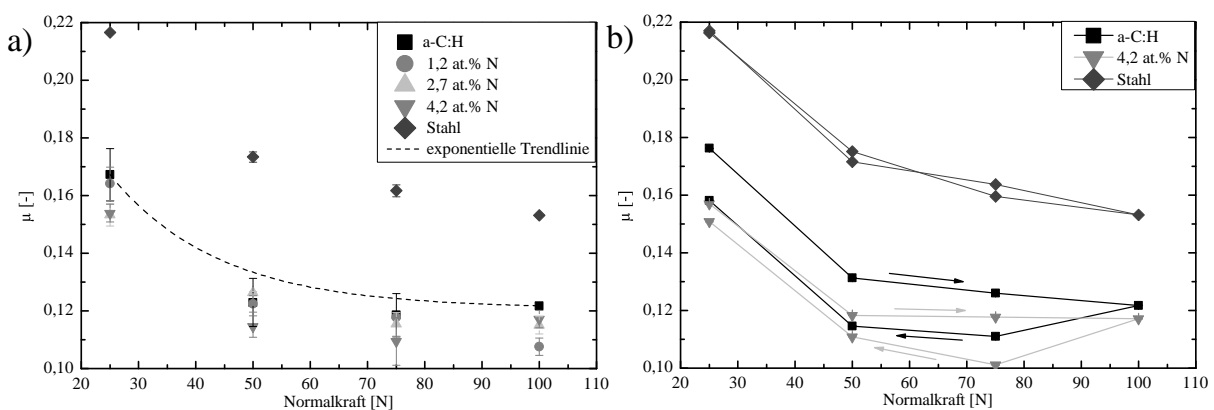 a)
µ [-]
0,22
0,20
0,18
0,16
0,14
0,12
0,10
a-C:H
1,2 at.% N
2,7 at.% N
4,2 at.% N
Stahl
exponentielle Trendlinie
20 30 40 50 60 70 80 90 100 110
Normalkraft [N]
b)
µ [-]
0,22
0,20
0,18
0,16
0,14
0,12
0,10
a-C:H
4,2 at.% N
Stahl
20 30 40 50 60 70 80 90 100 110
Normalkraft [N]